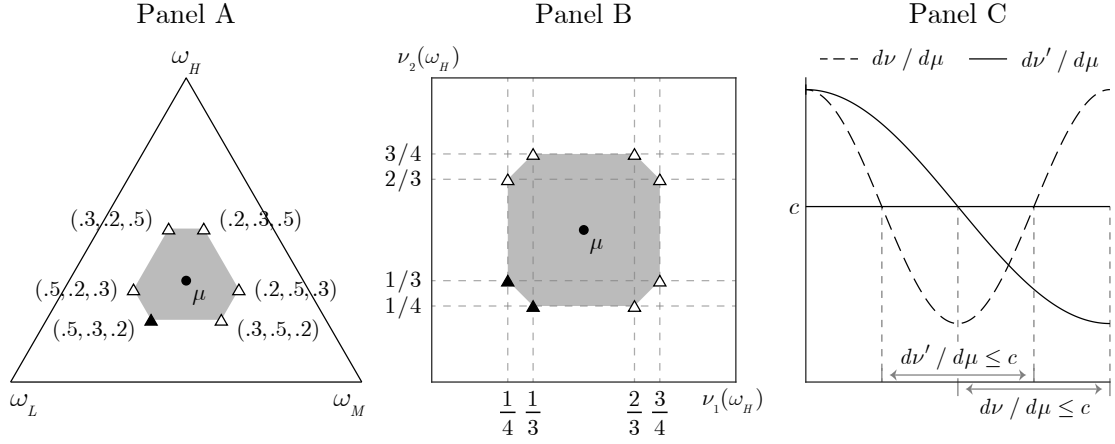 Panel A
ω_H
(.3,.2,.5)
(.2,.3,.5)
(.5,.2,.3)
(.2,.5,.3)
μ
(.5,.3,.2)
(.3,.5,.2)
ω_L
ω_M
Panel B
ν₂(ω_H)
3/4
2/3
μ
1/3
1/4
1/4
1/3
2/3
3/4
ν₁(ω_H)
Panel C
dν / dμ
dν′ / dμ
c
dν′ / dμ ≤ c
dν / dμ ≤ c